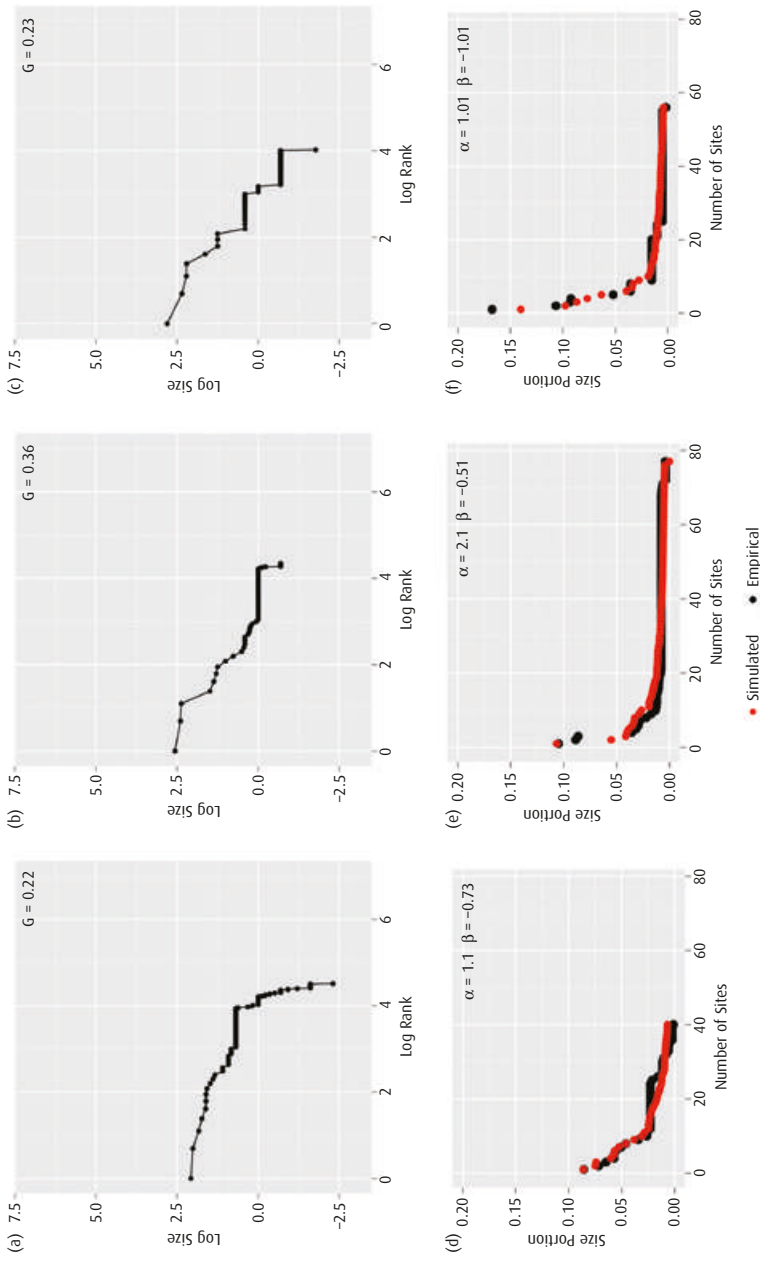 (a)
G = 0.22
7.5
5.0
2.5
0.0
−2.5
Log Size
0
2
4
6
Log Rank
(b)
G = 0.36
7.5
5.0
2.5
0.0
−2.5
Log Size
0
2
4
6
Log Rank
(c)
G = 0.23
7.5
5.0
2.5
0.0
−2.5
Log Size
0
2
4
6
Log Rank
(d)
α = 1.1 β = −0.73
0.20
0.15
0.10
0.05
0.00
Size Portion
0
20
40
60
80
Number of Sites
(e)
α = 2.1 β = −0.51
0.20
0.15
0.10
0.05
0.00
Size Portion
0
20
40
60
80
Number of Sites
(f)
α = 1.01 β = −1.01
0.20
0.15
0.10
0.05
0.00
Size Portion
0
20
40
60
80
Number of Sites
Simulated
Empirical